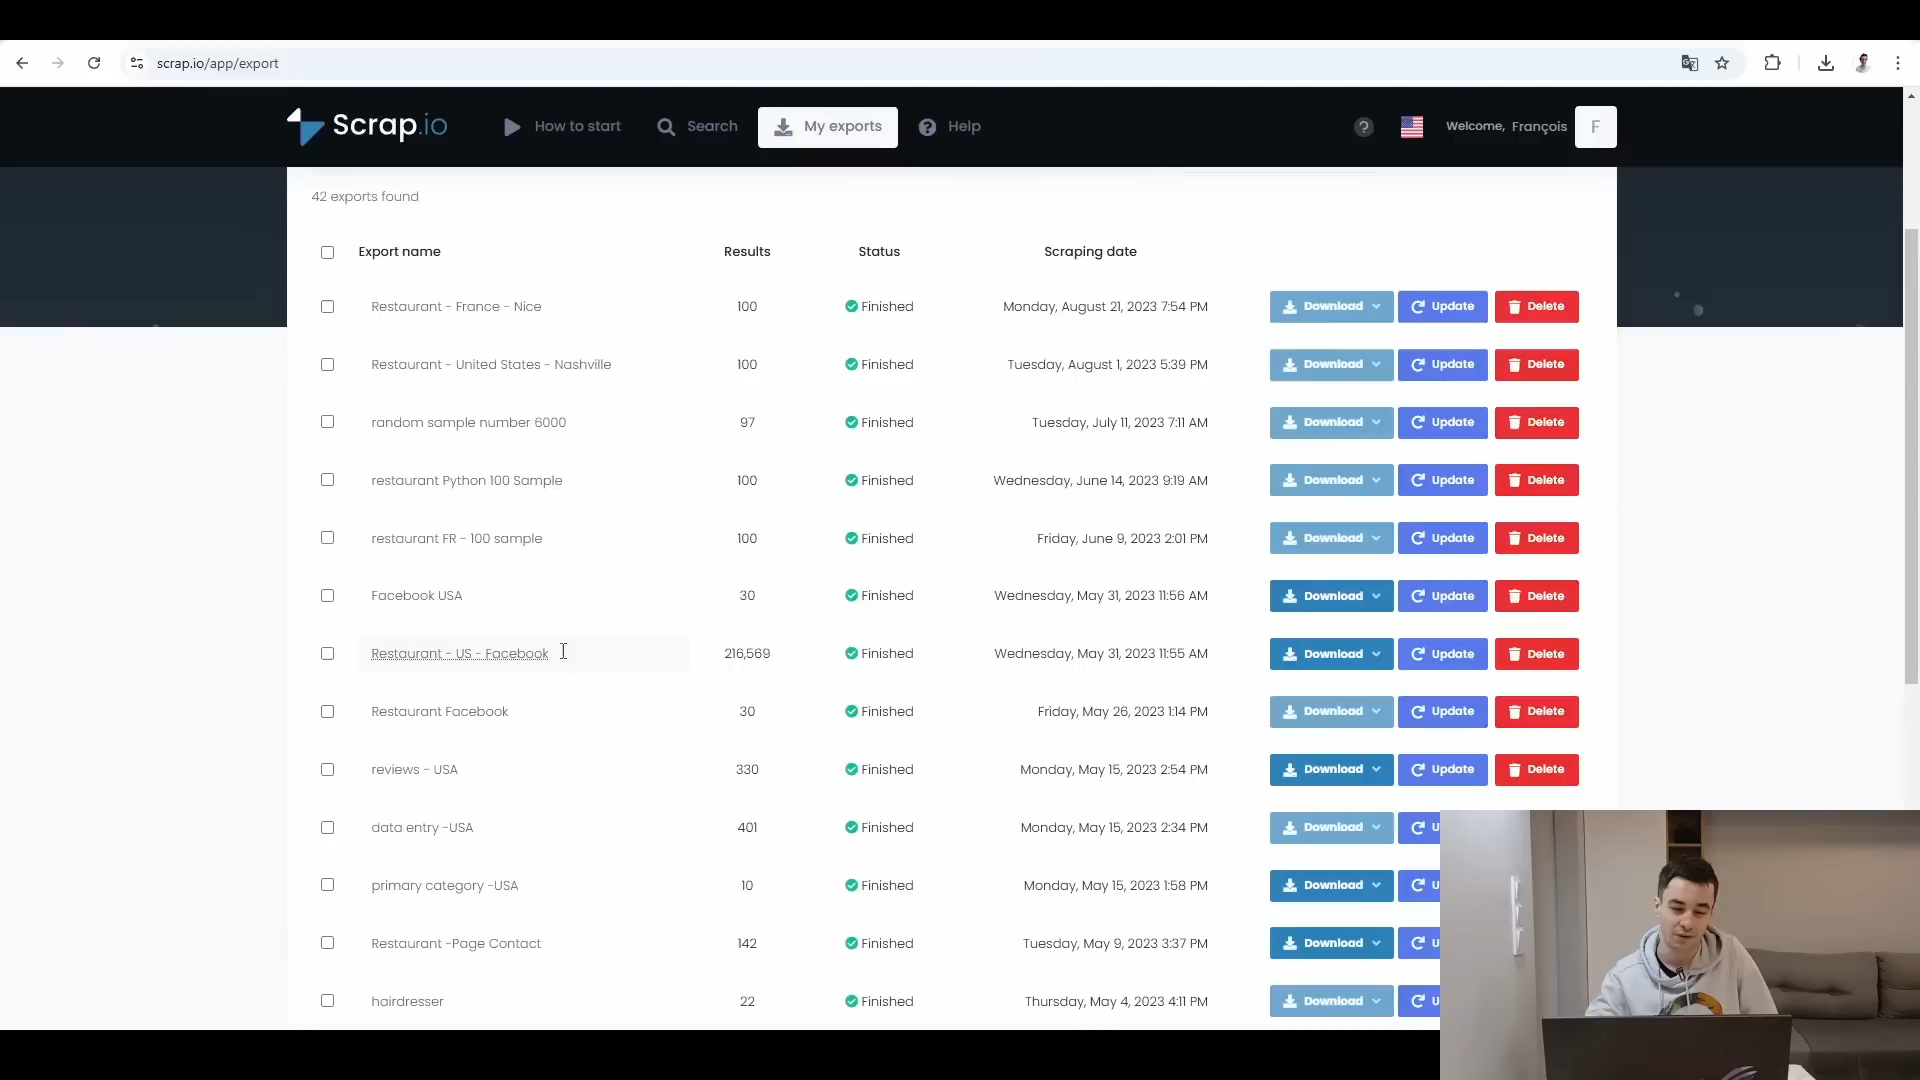 scrap.io/app/export
Scrap.io
How to start
Search
My exports
Help
?
Welcome, François
F
42 exports found
Export name Results Status Scraping date
Restaurant - France - Nice 100 Finished Monday, August 21, 2023 7:54 PM Download Update Delete
Restaurant - United States - Nashville 100 Finished Tuesday, August 1, 2023 5:39 PM Download Update Delete
random sample number 6000 97 Finished Tuesday, July 11, 2023 7:11 AM Download Update Delete
restaurant Python 100 Sample 100 Finished Wednesday, June 14, 2023 9:19 AM Download Update Delete
restaurant FR - 100 sample 100 Finished Friday, June 9, 2023 2:01 PM Download Update Delete
Facebook USA 30 Finished Wednesday, May 31, 2023 11:56 AM Download Update Delete
Restaurant - US - Facebook 216,569 Finished Wednesday, May 31, 2023 11:55 AM Download Update Delete
Restaurant Facebook 30 Finished Friday, May 26, 2023 1:14 PM Download Update Delete
reviews - USA 330 Finished Monday, May 15, 2023 2:54 PM Download Update Delete
data entry -USA 401 Finished Monday, May 15, 2023 2:34 PM Download U
primary category -USA 10 Finished Monday, May 15, 2023 1:58 PM Download U
Restaurant -Page Contact 142 Finished Tuesday, May 9, 2023 3:37 PM Download U
hairdresser 22 Finished Thursday, May 4, 2023 4:11 PM Download U